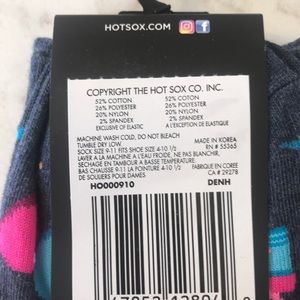 HOTSOX.COM
COPYRIGHT THE HOT SOX CO. INC.
52% COTTON 52% COTTON
26% POLYESTER 26% POLYESTER
20% NYLON 20% NYLON
2% SPANDEX 2% SPANDEX
EXCLUSIVE OF ELASTIC A L'EXCEPTION DE L'ELASTIQUE
MACHINE WASH COLD, DO NOT BLEACH MADE IN KOREA
TUMBLE DRY LOW. RN # 55365
SOCK SIZE 9-11 FITS SHOE SIZE 4-10 1/2
LAVER A LA MACHINE A L'EAU FROIDE, NE PAS BLANCHIR,
SECHAGE EN TAMBOUR A BASSE TEMPERATURE. FABRIQUE EN COREE
BAS CHAUSSE 9-11 LA POINTURE 4-10 1/2 CA # 29278
DE SOULIERS POUR DAMES
HO000910 DENH